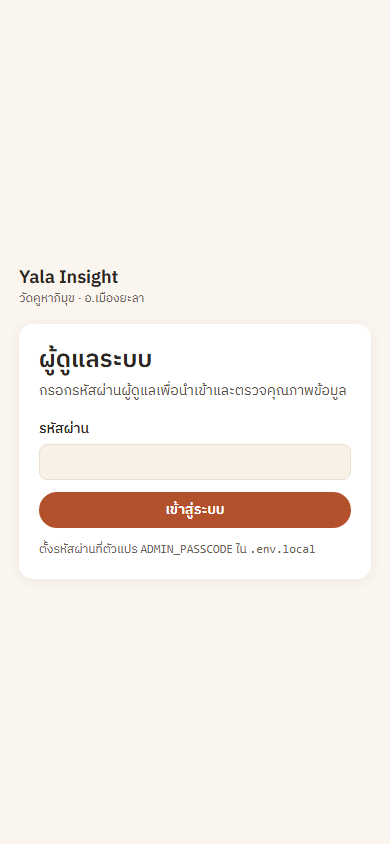 Yala Insight
วัดคูหาภิมุข · อ.เมืองยะลา
ผู้ดูแลระบบ
กรอกรหัสผ่านผู้ดูแลเพื่อนำเข้าและตรวจคุณภาพข้อมูล
รหัสผ่าน
เข้าสู่ระบบ
ตั้งรหัสผ่านที่ตัวแปร ADMIN_PASSCODE ใน .env.local